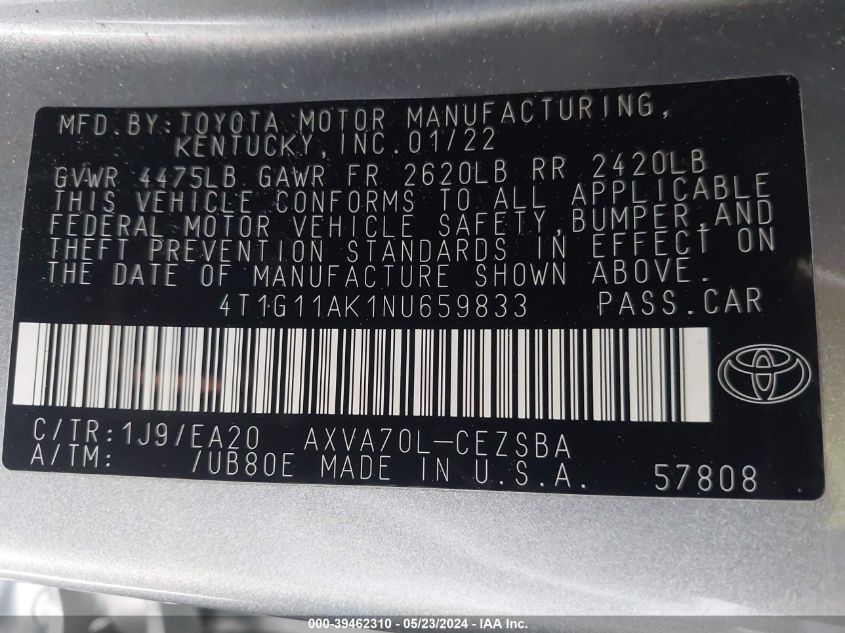 MFD.BY:TOYOTA MOTOR MANUFACTURING,
KENTUCKY, INC.01/22
GVWR 4475LB GAWR FR 2620LB RR 2420LB
THIS VEHICLE CONFORMS TO ALL APPLICABLE
FEDERAL MOTOR VEHICLE SAFETY,BUMPER,AND
THEFT PREVENTION STANDARDS IN EFFECT ON
THE DATE OF MANUFACTURE SHOWN ABOVE.
4T1G11AK1NU659833 PASS.CAR
C/TR:1J9/EA20 AXVA70L-CEZSBA
A/TM: /UB80E MADE IN U.S.A. 57808
000-39462310 - 05/23/2024 - IAA Inc.